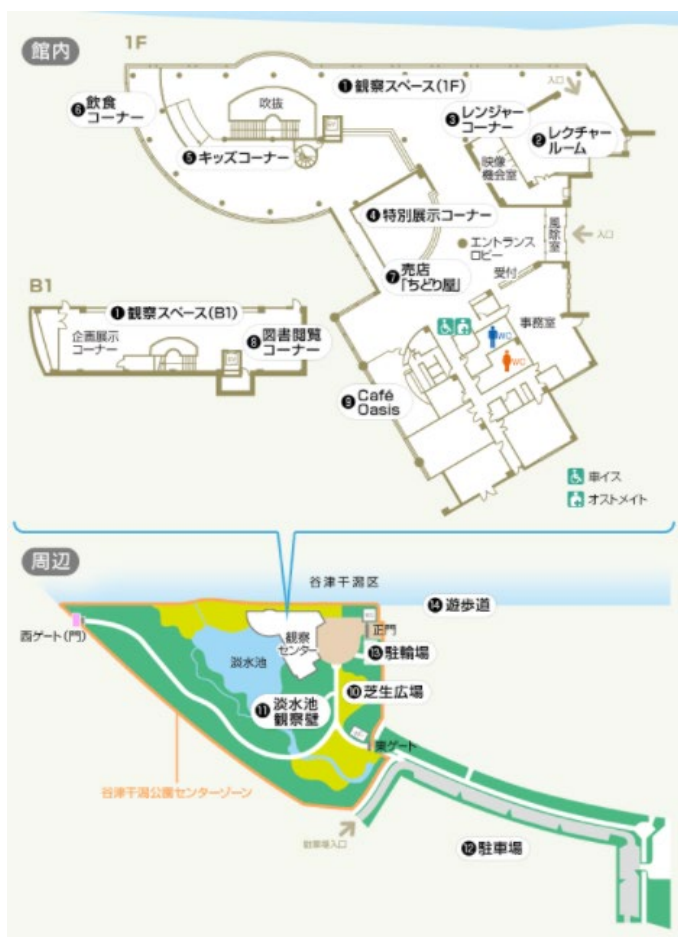 館内
1F
❶観察スペース(1F)
入口
❻飲食
コーナー
吹抜
❸レンジャー
コーナー
❷レクチャー
ルーム
❺キッズコーナー
映像
機会室
❹特別展示コーナー
風除室
入口
エントランス
ロビー
❼売店
「ちどり屋」
受付
B1
❶観察スペース(B1)
企画展示
コーナー
❽図書閲覧
コーナー
事務室
WC
WC
❾Café
Oasis
車イス
オストメイト
周辺
谷津干潟区
⓮遊歩道
西ゲート(門)
観察
センター
正門
淡水池
⓭駐輪場
❿芝生広場
⓫淡水池
観察壁
東ゲート
谷津干潟公園センターゾーン
駐車場入口
⓬駐車場